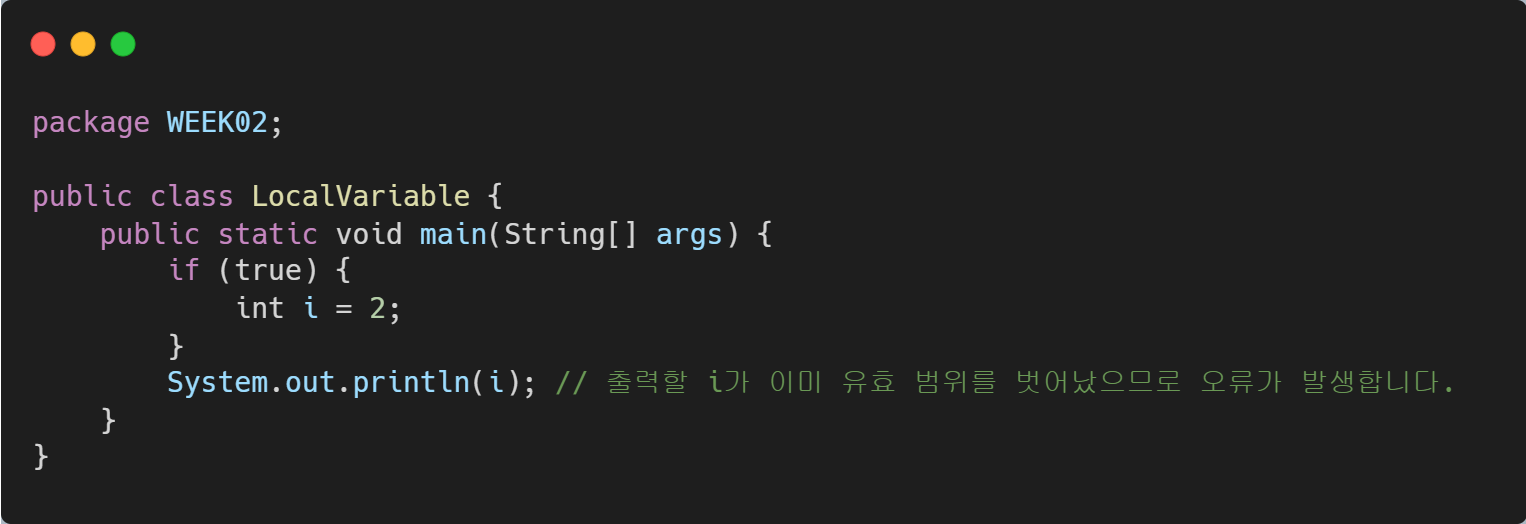 package WEEK02;

public class LocalVariable {
    public static void main(String[] args) {
        if (true) {
            int i = 2;
        }
        System.out.println(i); // 출력할 i가 이미 유효 범위를 벗어났으므로 오류가 발생합니다.
    }
}